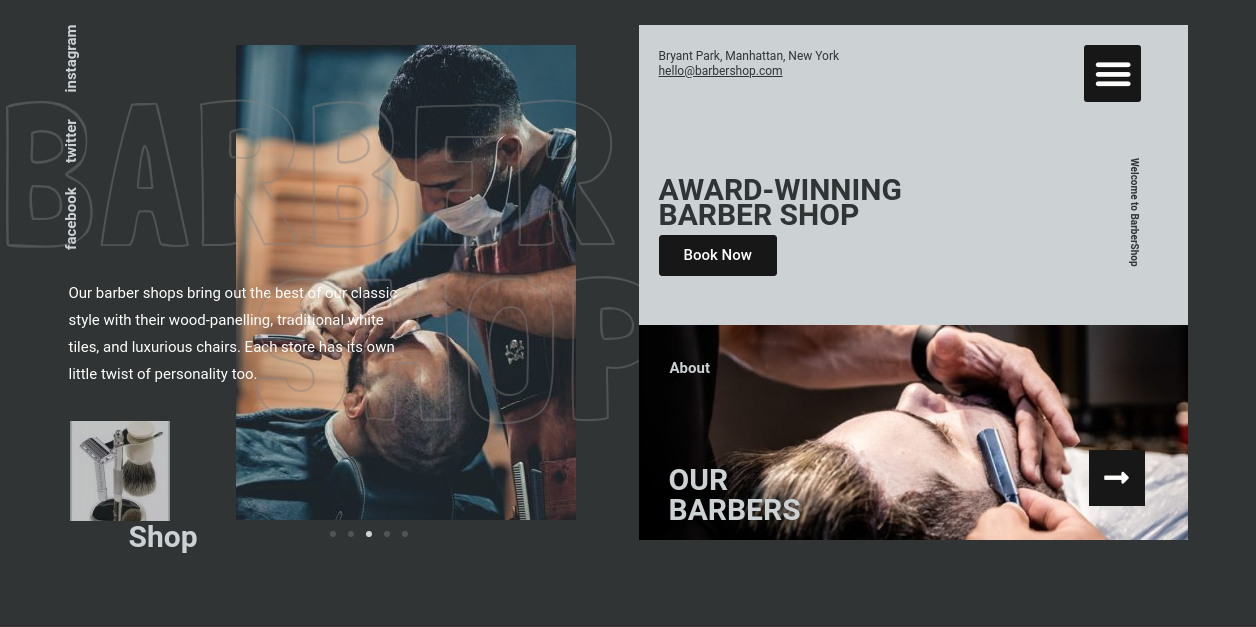 instagram
twitter
facebook
BARBER
SHOP
Our barber shops bring out the best of our classic
style with their wood-panelling, traditional white
tiles, and luxurious chairs. Each store has its own
little twist of personality too.
Shop
Bryant Park, Manhattan, New York
hello@barbershop.com
Welcome to BarberShop
AWARD-WINNING
BARBER SHOP
Book Now
About
OUR
BARBERS